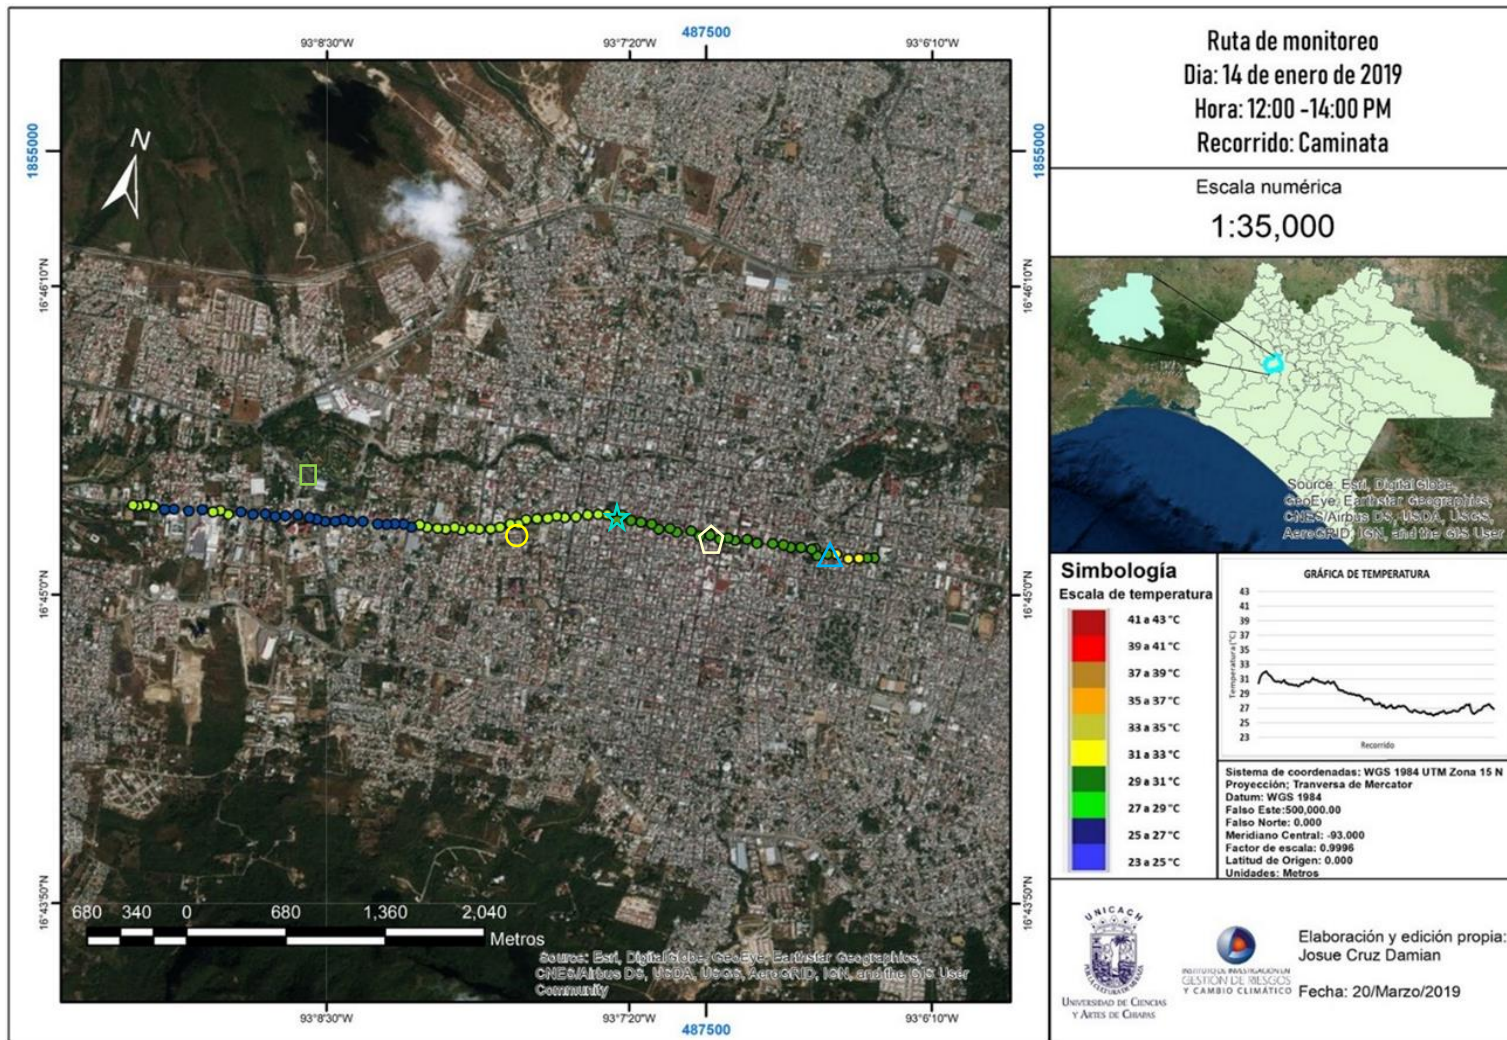 487500
93°8'30"W
93°7'20"W
93°6'10"W
1855000
1855000
N
16°46'10"N
16°46'10"N
16°45'0"N
16°45'0"N
16°43'50"N
16°43'50"N
680 340 0 680 1,360 2,040
Metros
Source: Esri, DigitalGlobe, GeoEye, Earthstar Geographics,
CNES/Airbus DS, USDA, USGS, AeroGRID, IGN, and the GIS User
Community
93°8'30"W
93°7'20"W
93°6'10"W
487500
Ruta de monitoreo
Dia: 14 de enero de 2019
Hora: 12:00 -14:00 PM
Recorrido: Caminata
Escala numérica
1:35,000
Source: Esri, DigitalGlobe,
GeoEye, Earthstar Geographics,
CNES/Airbus DS, USDA, USGS,
AeroGRID, IGN, and the GIS User
Simbología
Escala de temperatura
41 a 43 °C
39 a 41 °C
37 a 39 °C
35 a 37 °C
33 a 35 °C
31 a 33 °C
29 a 31 °C
27 a 29 °C
25 a 27 °C
23 a 25 °C
GRÁFICA DE TEMPERATURA
Temperatura (°C)
43
41
39
37
35
33
31
29
27
25
23
Recorrido
Sistema de coordenadas: WGS 1984 UTM Zona 15 N
Proyección; Tranversa de Mercator
Datum: WGS 1984
Falso Este:500,000.00
Falso Norte: 0.000
Meridiano Central: -93.000
Factor de escala: 0.9996
Latitud de Origen: 0.000
Unidades: Metros
UNICACH
POR LA CULTURA DE MI RAZA
UNIVERSIDAD DE CIENCIAS
Y ARTES DE CHIAPAS
INSTITUTO DE INVESTIGACIÓN EN
GESTIÓN DE RIESGOS
Y CAMBIO CLIMÁTICO
Elaboración y edición propia:
Josue Cruz Damian
Fecha: 20/Marzo/2019